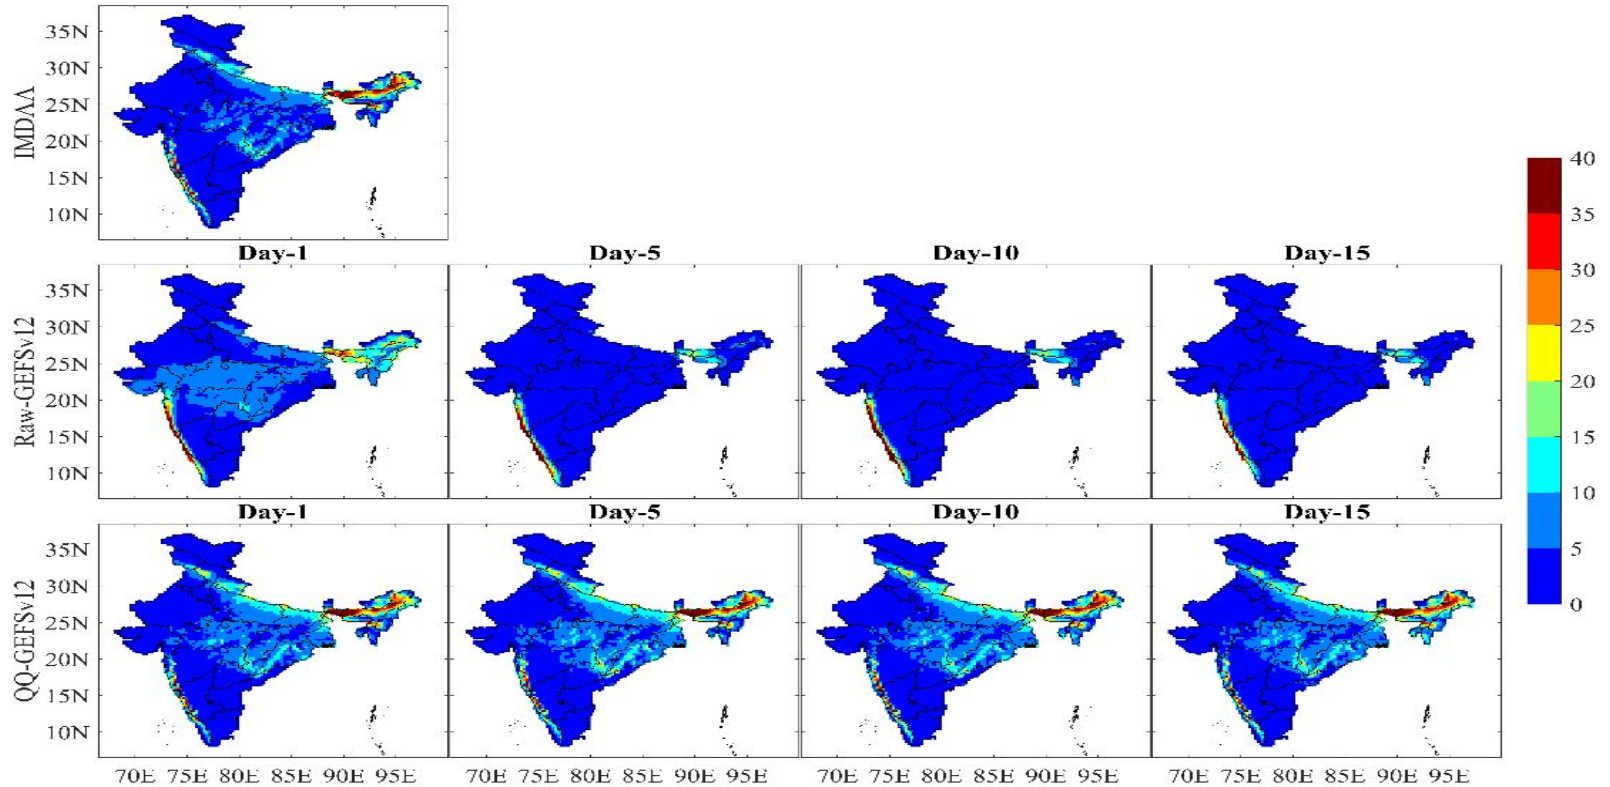 35N
30N
25N
20N
15N
10N
IMDAA
Day-1 Day-5 Day-10 Day-15
35N
30N
25N
20N
15N
10N
Raw-GEFSv12
Day-1 Day-5 Day-10 Day-15
35N
30N
25N
20N
15N
10N
QQ-GEFSv12
70E 75E 80E 85E 90E 95E 70E 75E 80E 85E 90E 95E 70E 75E 80E 85E 90E 95E 70E 75E 80E 85E 90E 95E
40
35
30
25
20
15
10
5
0